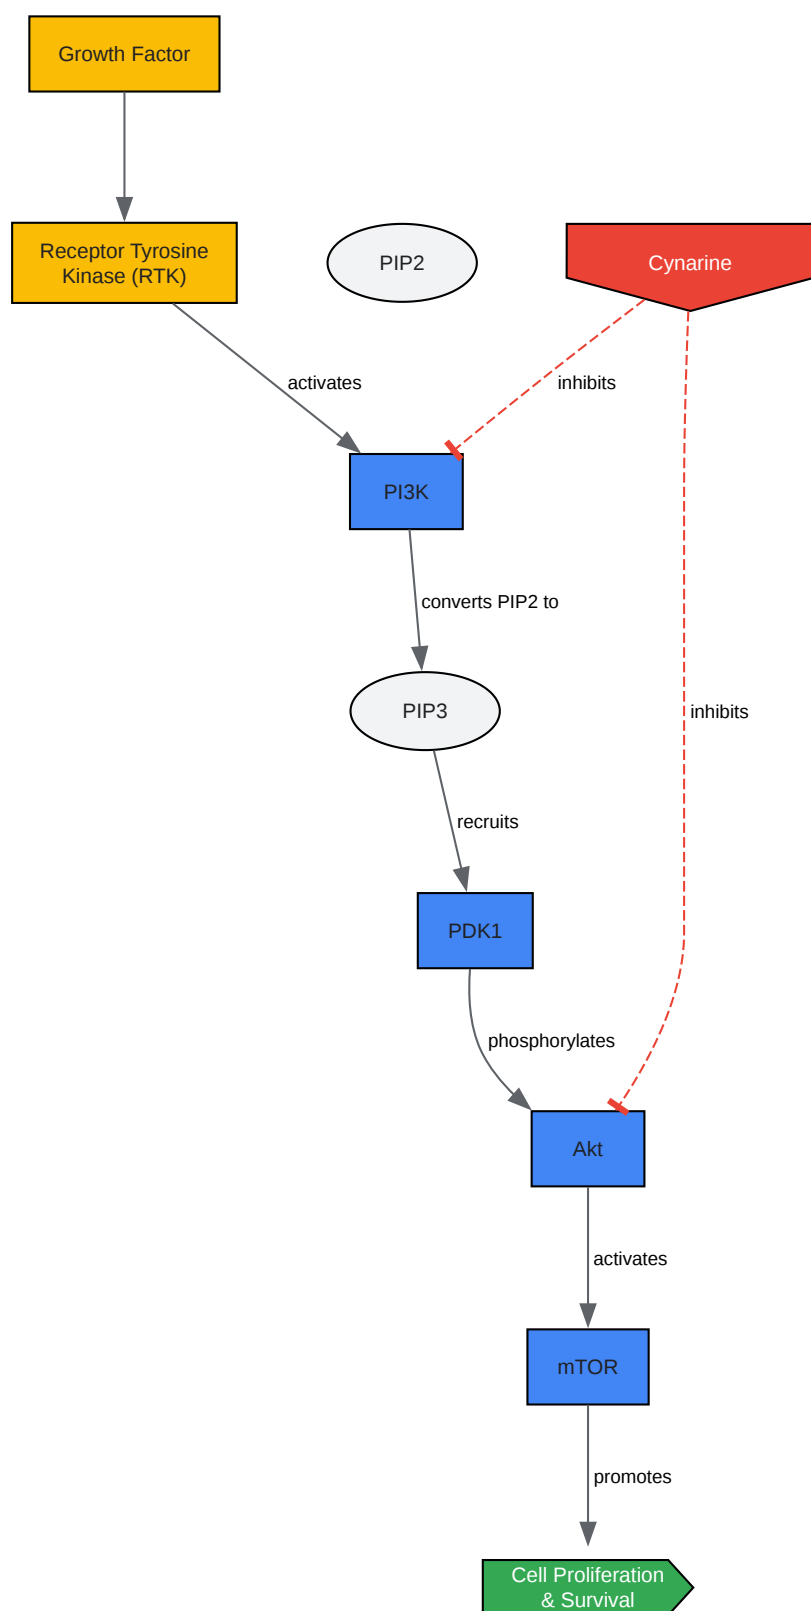 Growth Factor
Receptor Tyrosine
Kinase (RTK)
PIP2
Cynarine
activates
inhibits
PI3K
converts PIP2 to
PIP3
inhibits
recruits
PDK1
phosphorylates
Akt
activates
mTOR
promotes
Cell Proliferation
& Survival